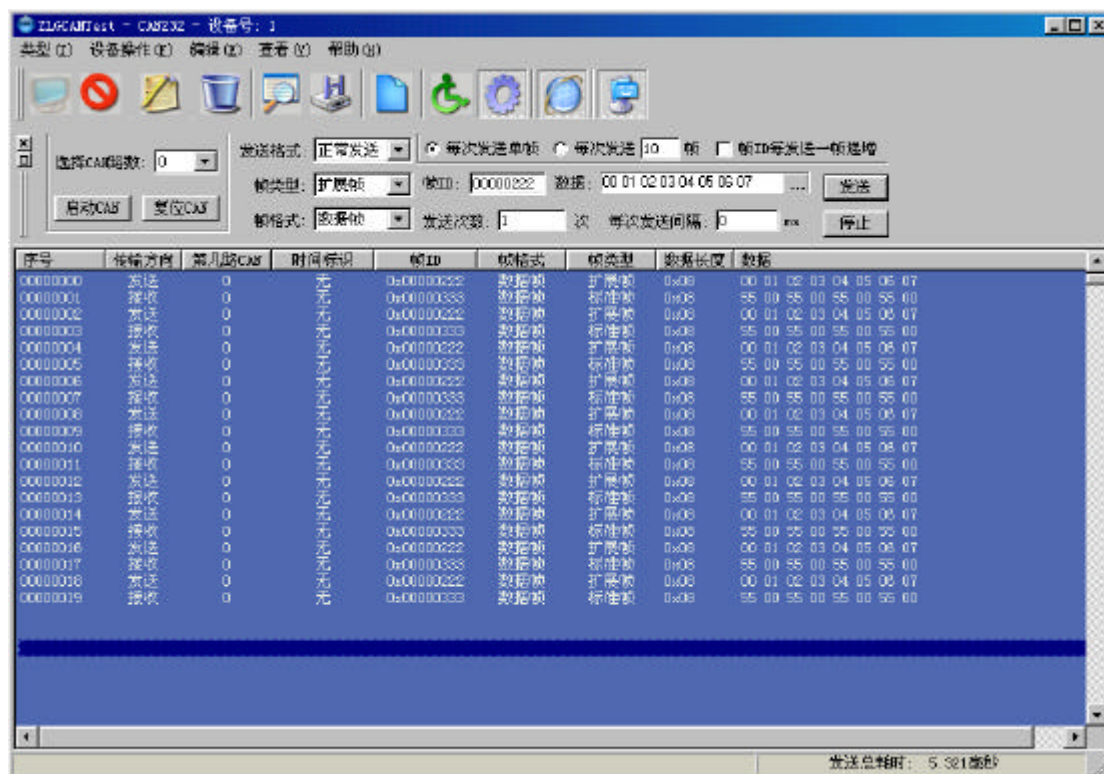 ZLGCANTest - CAN232 - 设备号: 1
类型(T) 设备操作(E) 编辑(E) 查看(V) 帮助(H)
选择CAN路数: 0 发送格式: 正常发送 每次发送单帧 每次发送 10 帧 帧ID每发送一帧递增
帧类型: 扩展帧 帧ID: 00000222 数据: 00 01 02 03 04 05 06 07 ... 发送
启动CAN 复位CAN 帧格式: 数据帧 发送次数: 1 次 每次发送间隔: 0 ms 停止
序号 传输方向 第几路CAN 时间标识 帧ID 帧格式 帧类型 数据长度 数据
00000000 发送 0 无 0x00000222 数据帧 扩展帧 0x08 00 01 02 03 04 05 06 07
00000001 接收 0 无 0x00000333 数据帧 标准帧 0x08 55 00 55 00 55 00 55 00
00000002 发送 0 无 0x00000222 数据帧 扩展帧 0x08 00 01 02 03 04 05 06 07
00000003 接收 0 无 0x00000333 数据帧 标准帧 0x08 55 00 55 00 55 00 55 00
00000004 发送 0 无 0x00000222 数据帧 扩展帧 0x08 00 01 02 03 04 05 06 07
00000005 接收 0 无 0x00000333 数据帧 标准帧 0x08 55 00 55 00 55 00 55 00
00000006 发送 0 无 0x00000222 数据帧 扩展帧 0x08 00 01 02 03 04 05 06 07
00000007 接收 0 无 0x00000333 数据帧 标准帧 0x08 55 00 55 00 55 00 55 00
00000008 发送 0 无 0x00000222 数据帧 扩展帧 0x08 00 01 02 03 04 05 06 07
00000009 接收 0 无 0x00000333 数据帧 标准帧 0x08 55 00 55 00 55 00 55 00
00000010 发送 0 无 0x00000222 数据帧 扩展帧 0x08 00 01 02 03 04 05 06 07
00000011 接收 0 无 0x00000333 数据帧 标准帧 0x08 55 00 55 00 55 00 55 00
00000012 发送 0 无 0x00000222 数据帧 扩展帧 0x08 00 01 02 03 04 05 06 07
00000013 接收 0 无 0x00000333 数据帧 标准帧 0x08 55 00 55 00 55 00 55 00
00000014 发送 0 无 0x00000222 数据帧 扩展帧 0x08 00 01 02 03 04 05 06 07
00000015 接收 0 无 0x00000333 数据帧 标准帧 0x08 55 00 55 00 55 00 55 00
00000016 发送 0 无 0x00000222 数据帧 扩展帧 0x08 00 01 02 03 04 05 06 07
00000017 接收 0 无 0x00000333 数据帧 标准帧 0x08 55 00 55 00 55 00 55 00
00000018 发送 0 无 0x00000222 数据帧 扩展帧 0x08 00 01 02 03 04 05 06 07
00000019 接收 0 无 0x00000333 数据帧 标准帧 0x08 55 00 55 00 55 00 55 00
发送总耗时: 5.321毫秒